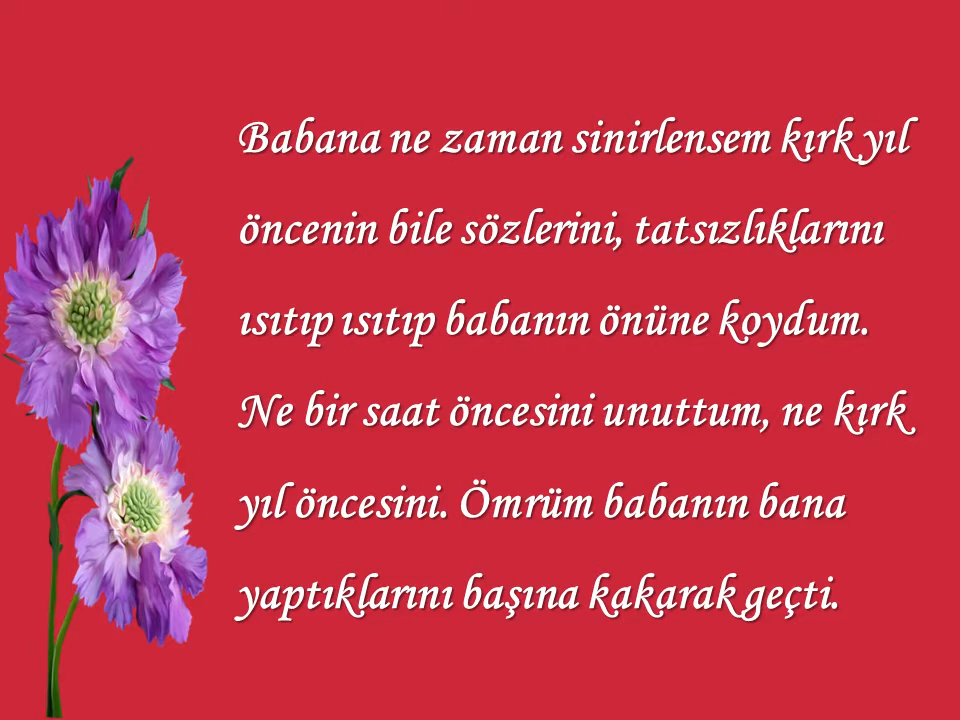 Babana ne zaman sinirlensem kırk yıl
öncenin bile sözlerini, tatsızlıklarını
ısıtıp ısıtıp babanın önüne koydum.
Ne bir saat öncesini unuttum, ne kırk
yıl öncesini. Ömrüm babanın bana
yaptıklarını başına kakarak geçti.